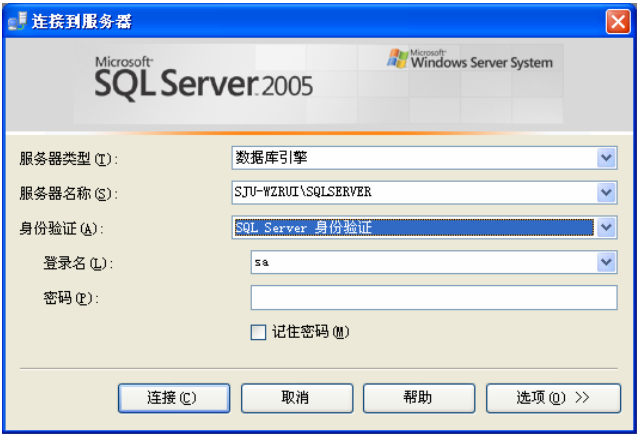 连接到服务器
Microsoft
SQL Server 2005
Microsoft
Windows Server System
服务器类型(T):
数据库引擎
服务器名称(S):
SJU-WZRUI\SQLSERVER
身份验证(A):
SQL Server 身份验证
登录名(L):
sa
密码(P):
记住密码(M)
连接(C)
取消
帮助
选项(O) >>